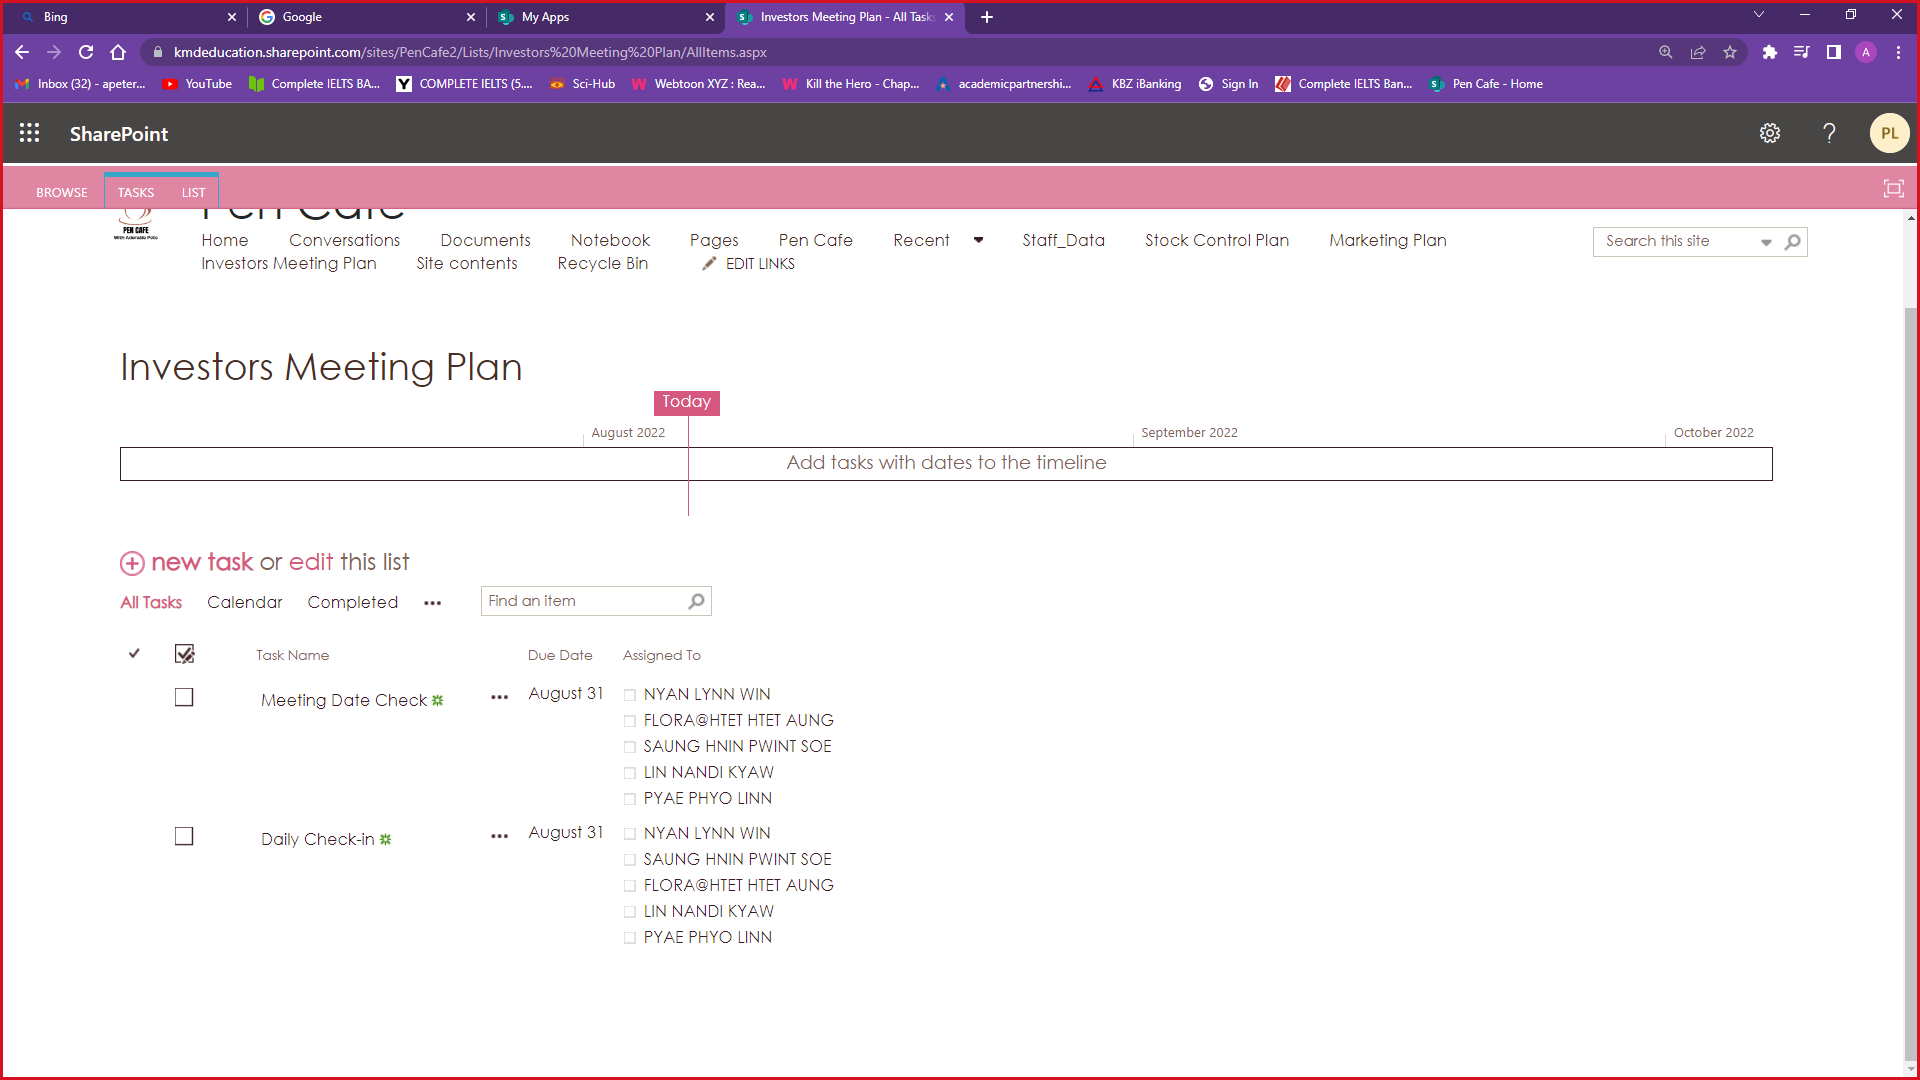 Bing
Google
My Apps
Investors Meeting Plan - All Tasks
kmdeducation.sharepoint.com/sites/PenCafe2/Lists/Investors%20Meeting%20Plan/AllItems.aspx
A
Inbox (32) - apeter...
YouTube
Complete IELTS BA...
COMPLETE IELTS (5....
Sci-Hub
Webtoon XYZ : Rea...
Kill the Hero - Chap...
academicpartnershi...
KBZ iBanking
Sign In
Complete IELTS Ban...
Pen Cafe - Home
SharePoint
PL
BROWSE
TASKS
LIST
Pen Cafe
PEN CAFE
With Adorable Pets
Home
Conversations
Documents
Notebook
Pages
Pen Cafe
Recent
Staff_Data
Stock Control Plan
Marketing Plan
Search this site
Investors Meeting Plan
Site contents
Recycle Bin
EDIT LINKS
Investors Meeting Plan
Today
August 2022
September 2022
October 2022
Add tasks with dates to the timeline
new task or edit this list
All Tasks
Calendar
Completed
...
Find an item
Task Name
Due Date
Assigned To
Meeting Date Check
...
August 31
NYAN LYNN WIN
FLORA@HTET HTET AUNG
SAUNG HNIN PWINT SOE
LIN NANDI KYAW
PYAE PHYO LINN
Daily Check-in
...
August 31
NYAN LYNN WIN
SAUNG HNIN PWINT SOE
FLORA@HTET HTET AUNG
LIN NANDI KYAW
PYAE PHYO LINN